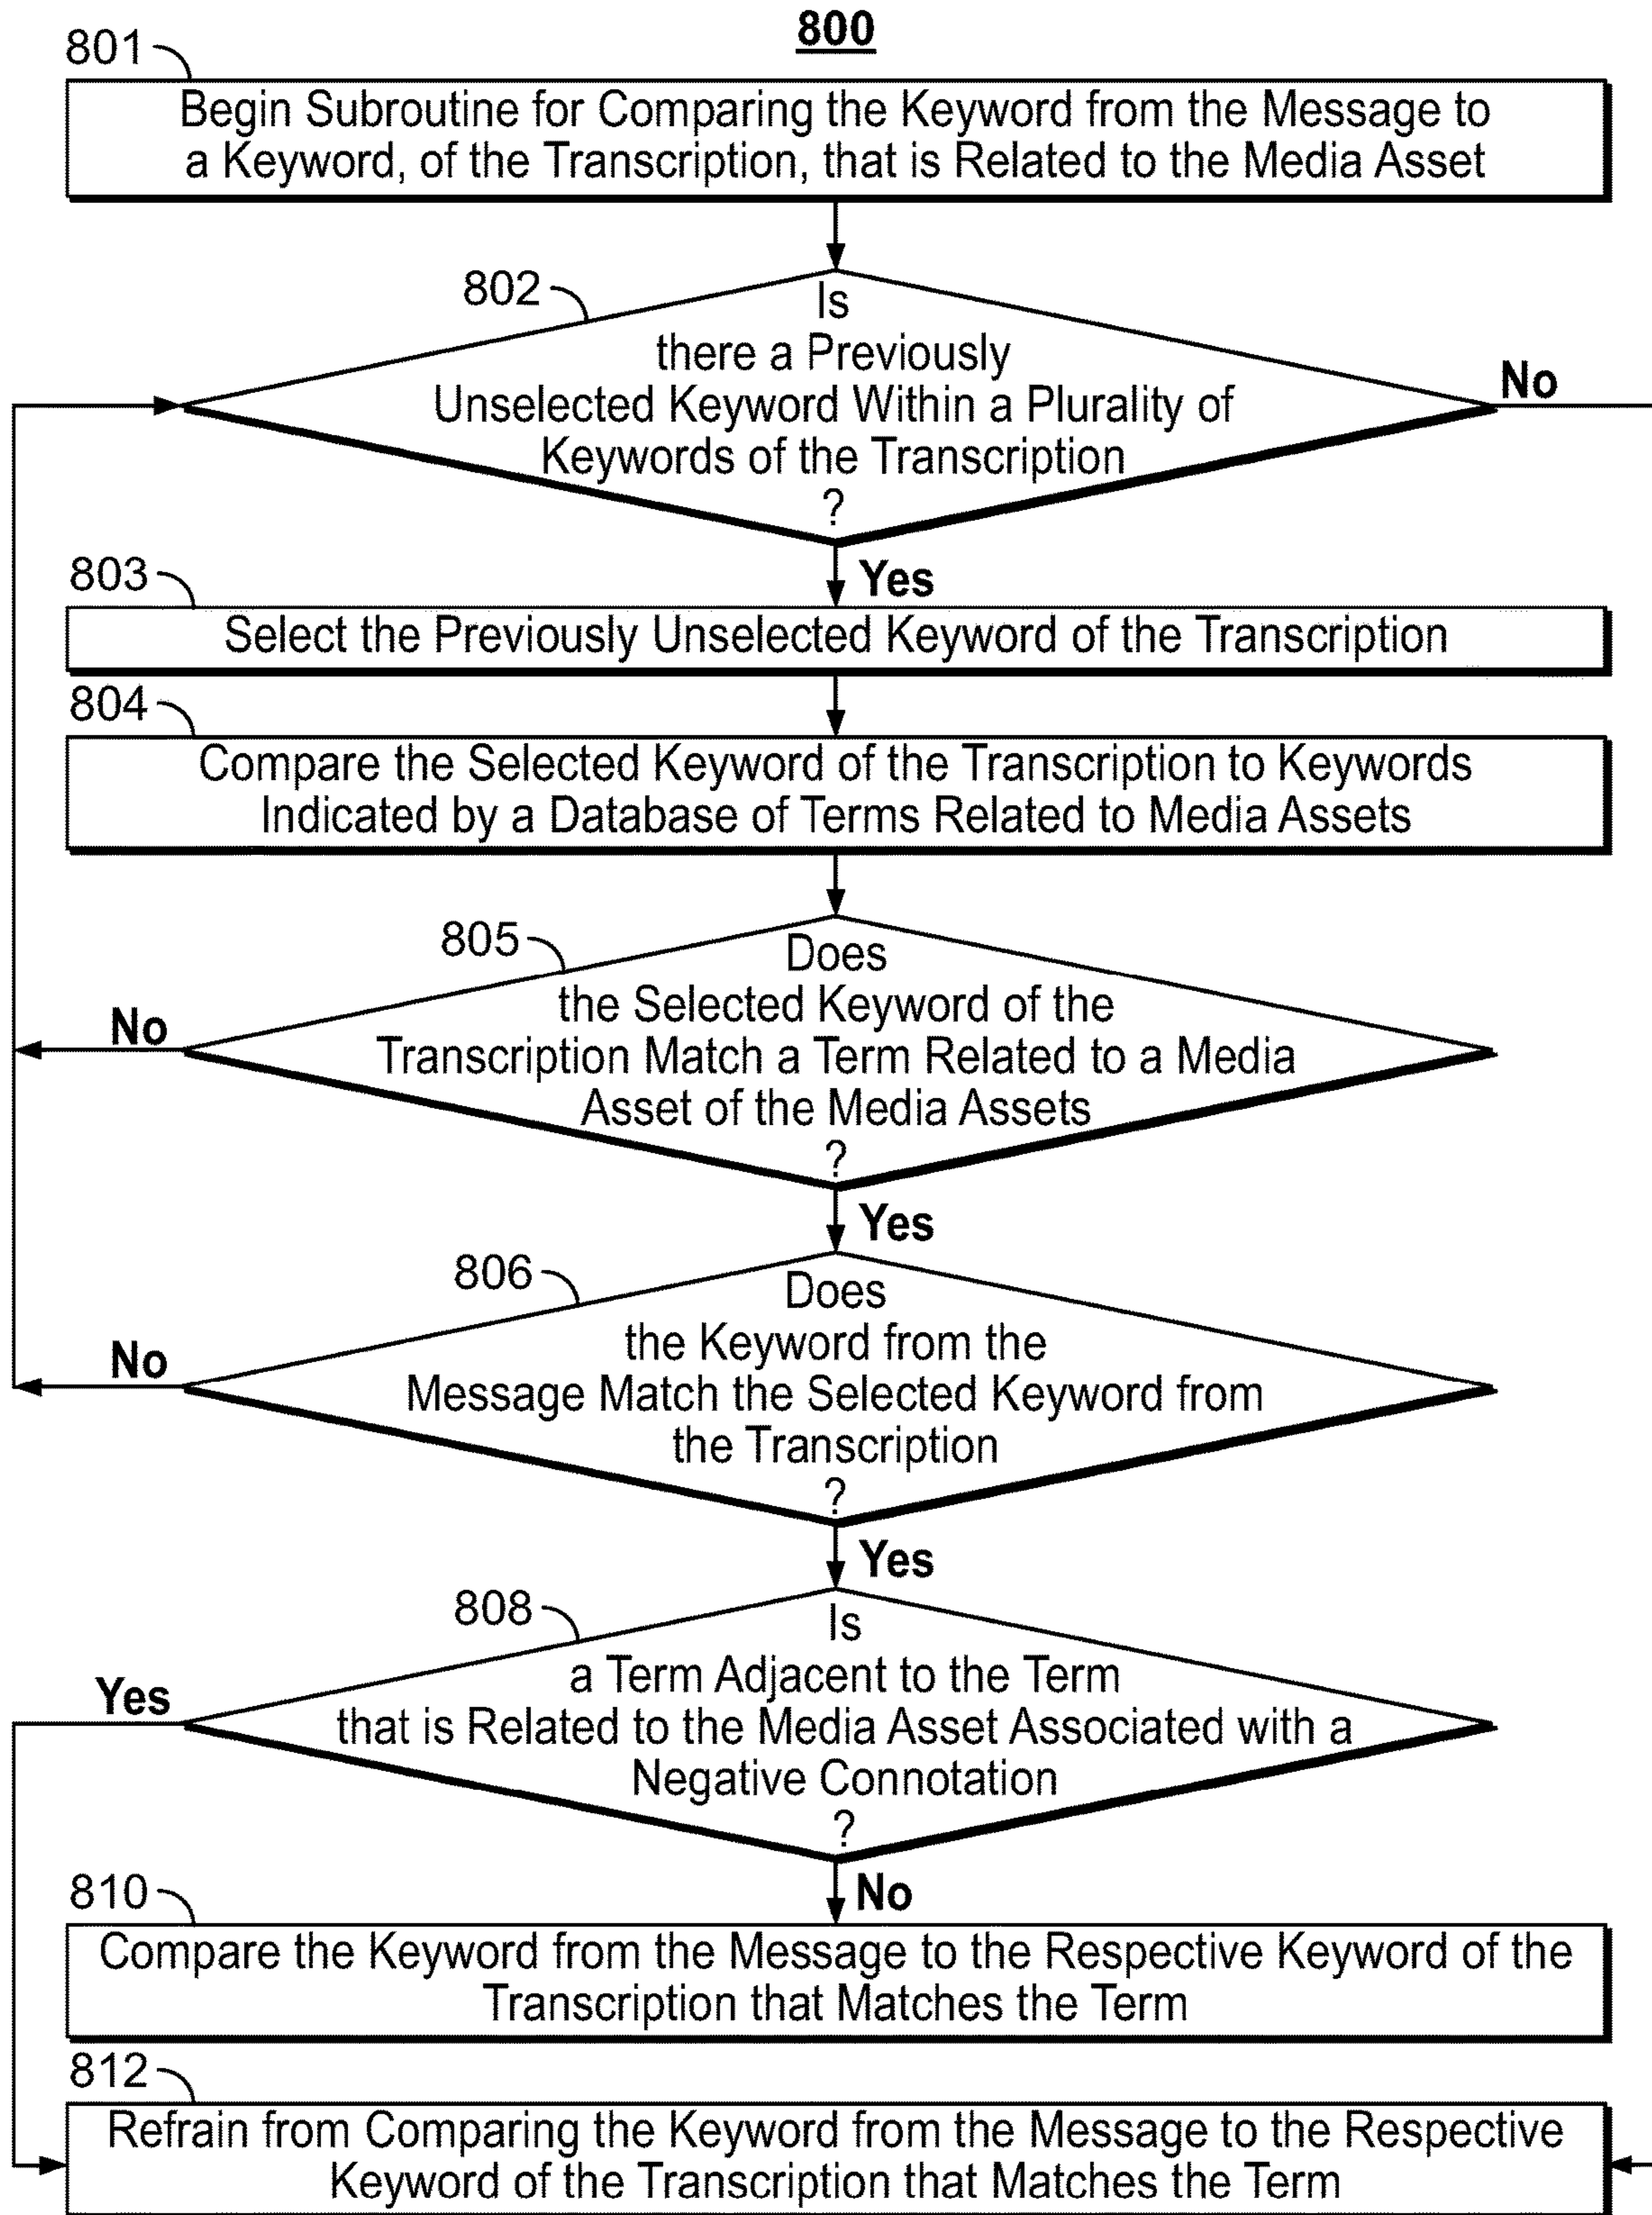 800
801
Begin Subroutine for Comparing the Keyword from the Message to
a Keyword, of the Transcription, that is Related to the Media Asset
802
Is
there a Previously
Unselected Keyword Within a Plurality of
Keywords of the Transcription
?
No
Yes
803
Select the Previously Unselected Keyword of the Transcription
804
Compare the Selected Keyword of the Transcription to Keywords
Indicated by a Database of Terms Related to Media Assets
805
Does
the Selected Keyword of the
Transcription Match a Term Related to a Media
Asset of the Media Assets
?
No
Yes
806
Does
the Keyword from the
Message Match the Selected Keyword from
the Transcription
?
No
Yes
808
Is
a Term Adjacent to the Term
that is Related to the Media Asset Associated with a
Negative Connotation
?
Yes
No
810
Compare the Keyword from the Message to the Respective Keyword of the
Transcription that Matches the Term
812
Refrain from Comparing the Keyword from the Message to the Respective
Keyword of the Transcription that Matches the Term